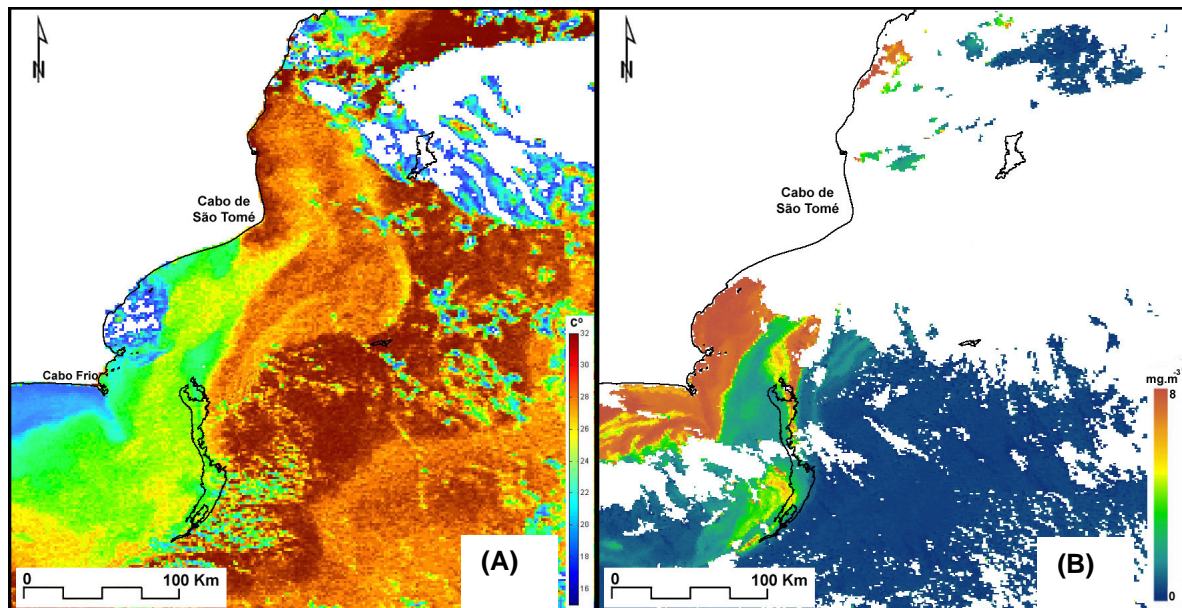 N
Cabo de
São Tomé
Cabo Frio
C°
32
30
28
26
24
22
20
18
16
0
100 Km
(A)
N
Cabo de
São Tomé
mg.m⁻³
8
0
0
100 Km
(B)